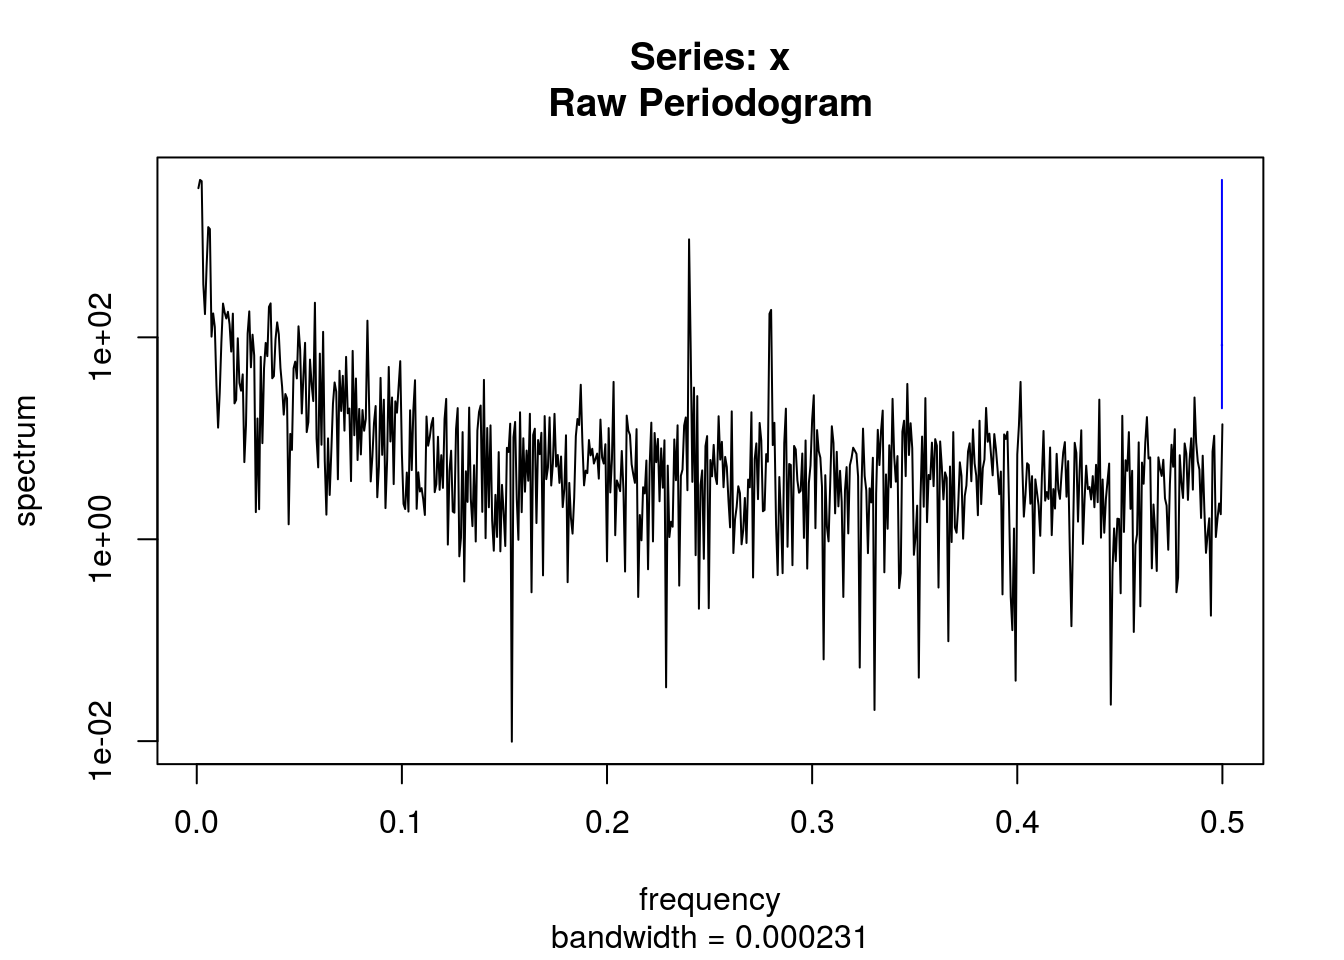 Series: x
Raw Periodogram
spectrum
1e+02
1e+00
1e-02
0.0 0.1 0.2 0.3 0.4 0.5
frequency
bandwidth = 0.000231